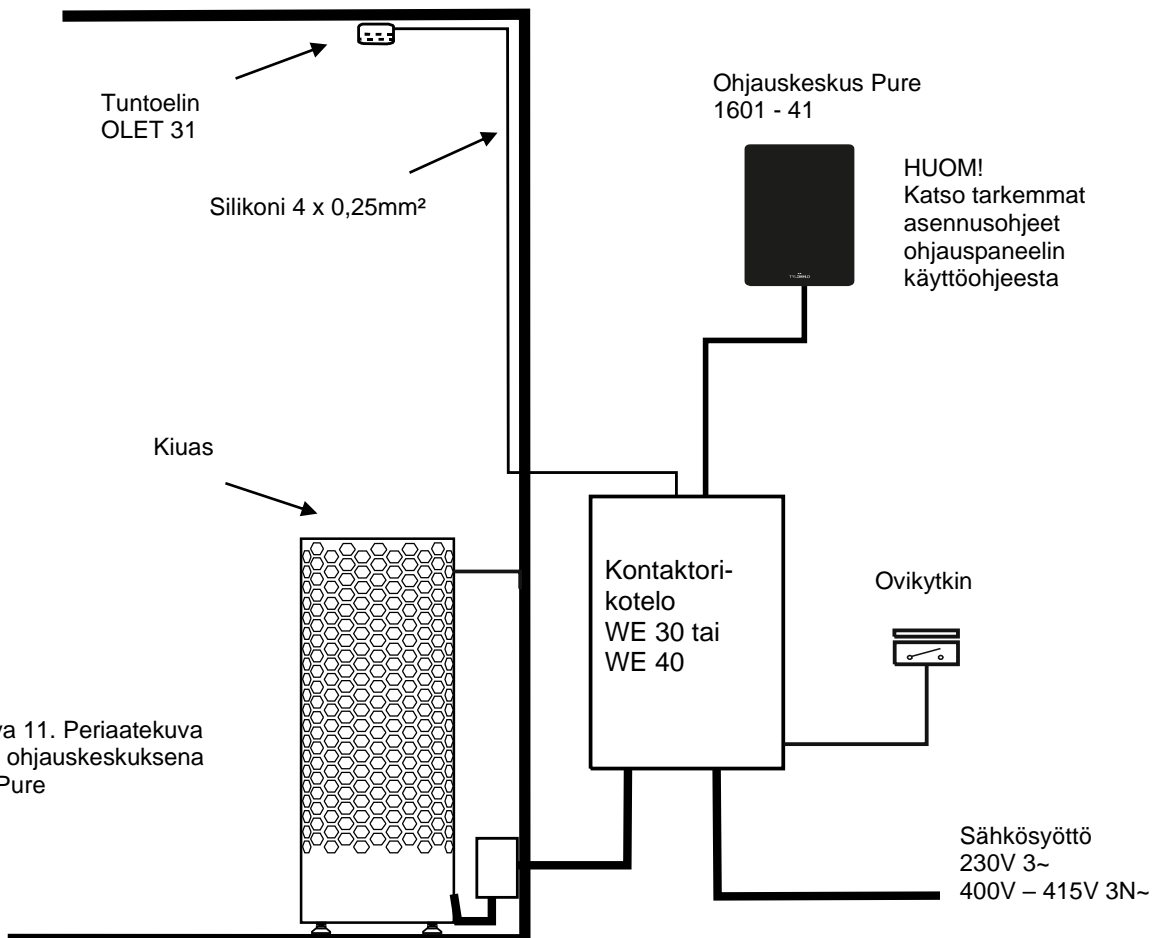 Tuntoelin
OLET 31
Silikoni 4 x 0,25mm²
Ohjauskeskus Pure
1601 - 41
HUOM!
Katso tarkemmat
asennusohjeet
ohjauspaneelin
käyttöohjeesta
TYLÖHELO
Kiuas
Kontaktori-
kotelo
WE 30 tai
WE 40
Ovikytkin
va 11. Periaatekuva
ohjauskeskuksena
Pure
Sähkösyöttö
230V 3~
400V – 415V 3N~